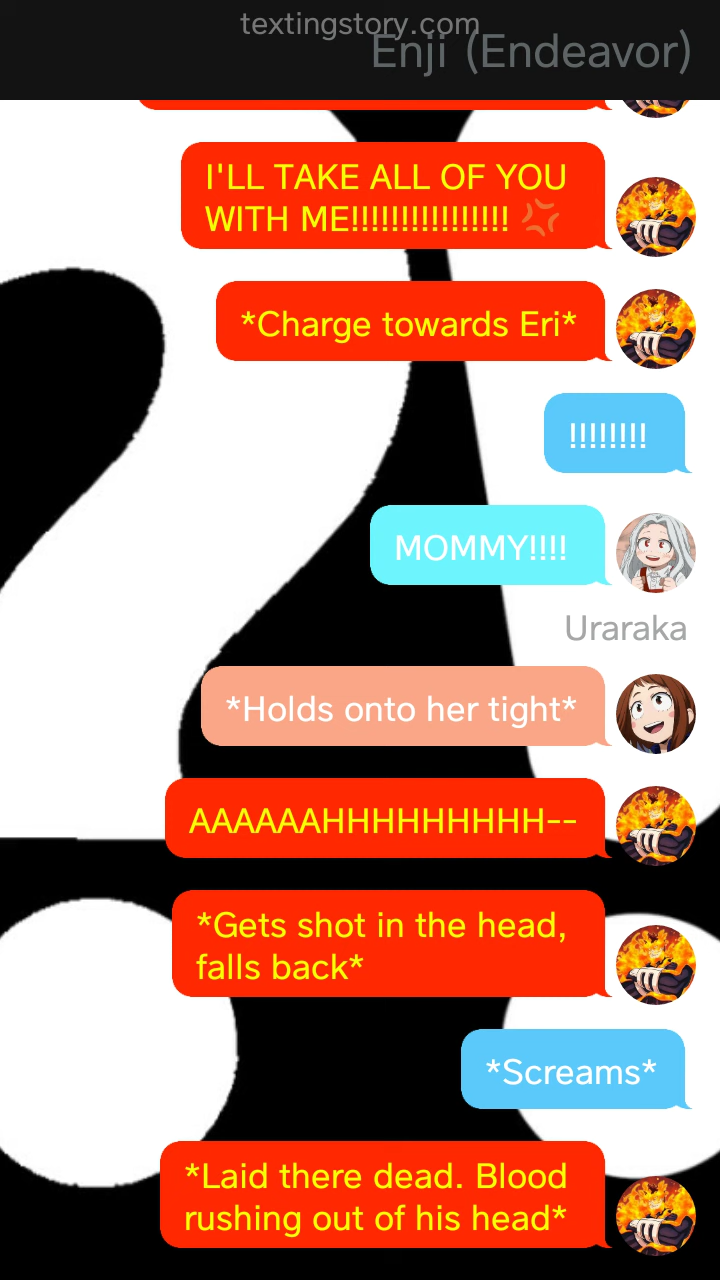 textingstory.com
Enji (Endeavor)
I'LL TAKE ALL OF YOU
WITH ME!!!!!!!!!!!!!!!! 💢
*Charge towards Eri*
!!!!!!!!
MOMMY!!!!
Uraraka
*Holds onto her tight*
AAAAAAHHHHHHHHHH--
*Gets shot in the head,
falls back*
*Screams*
*Laid there dead. Blood
rushing out of his head*